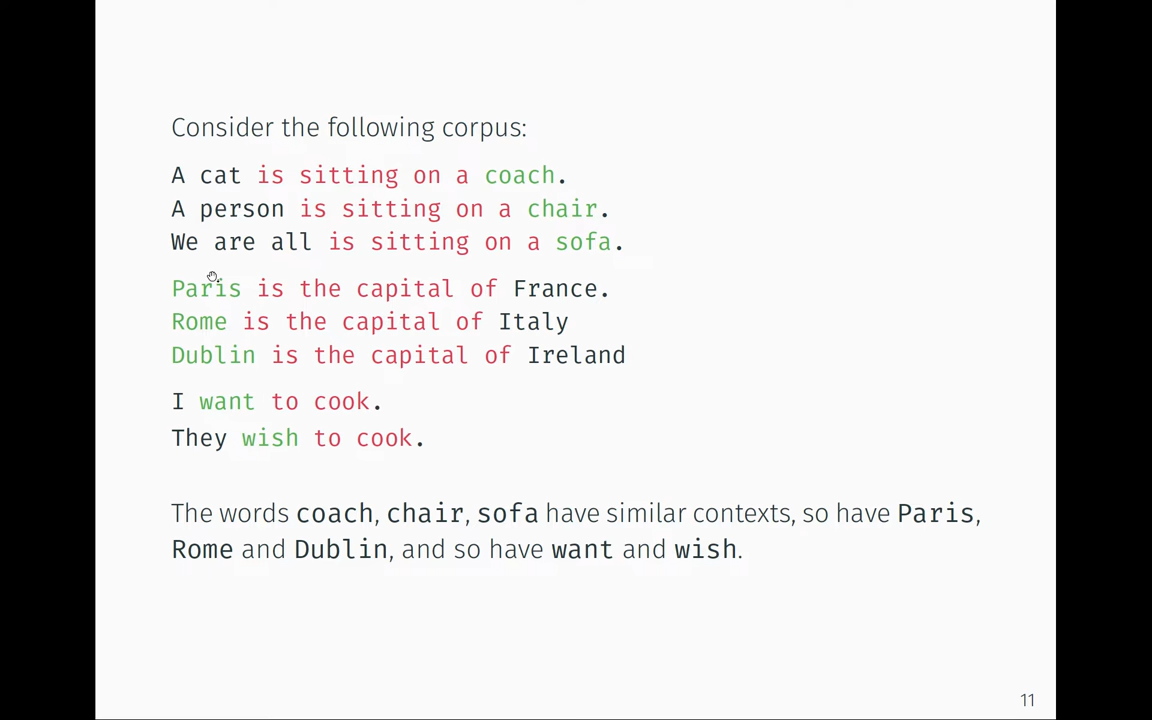 Consider the following corpus:
A cat is sitting on a coach.
A person is sitting on a chair.
We are all is sitting on a sofa.
Paris is the capital of France.
Rome is the capital of Italy
Dublin is the capital of Ireland
I want to cook.
They wish to cook.
The words coach, chair, sofa have similar contexts, so have Paris,
Rome and Dublin, and so have want and wish.
11